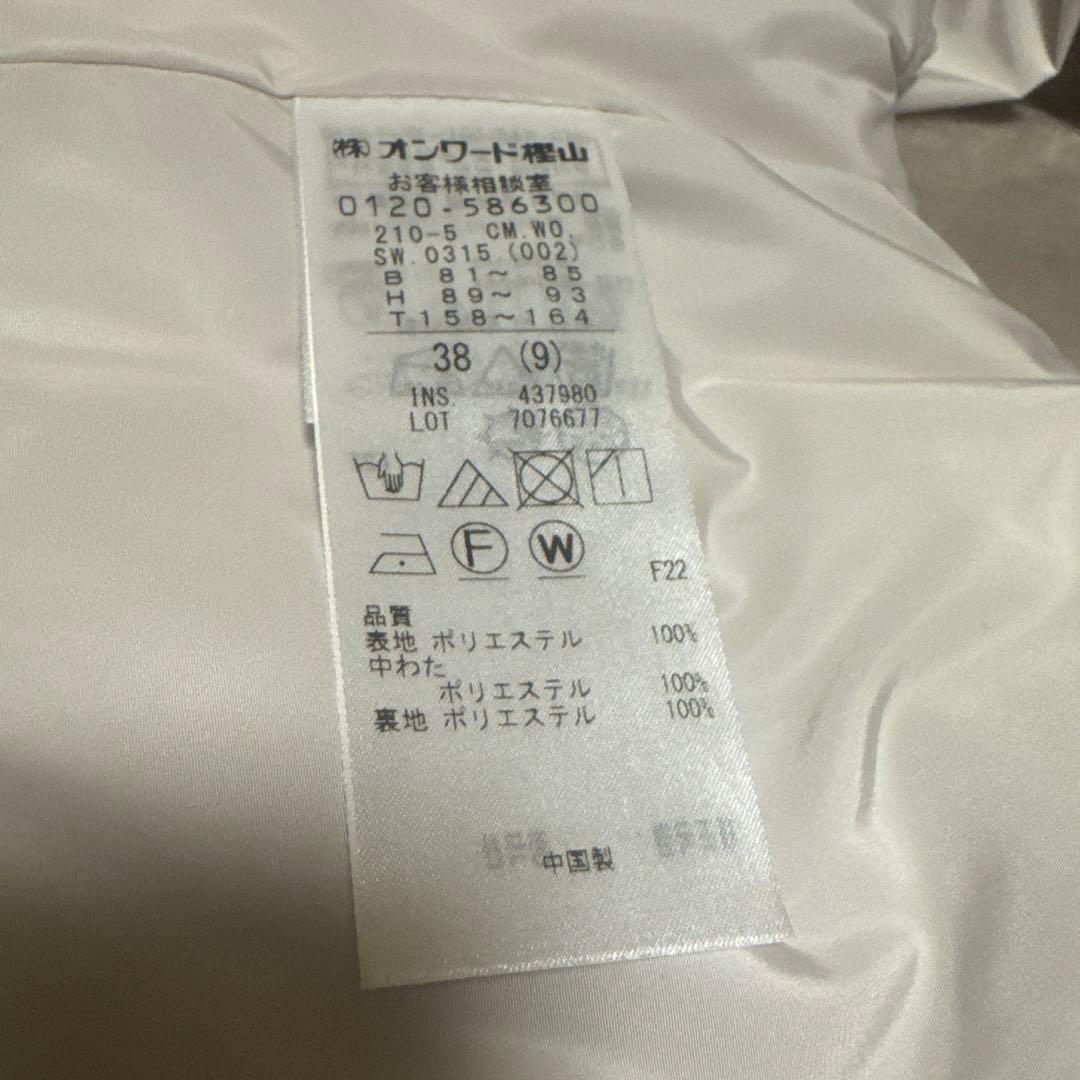 ㈱オンワード樫山
お客様相談室
0120-586300
210-5 CM.WO.
SW.0315 (002)
B 81～ 85
H 89～ 93
T158～164
38 (9)
INS. 437980
LOT 7076677
F W
F22
品質
表地 ポリエステル 100%
中わた
ポリエステル 100%
裏地 ポリエステル 100%
中国製